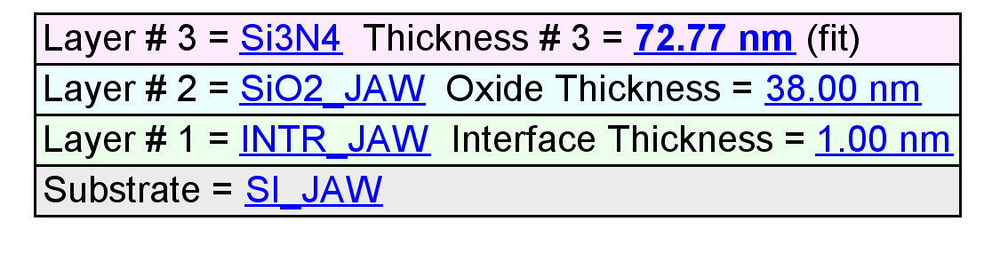 Layer # 3 = Si3N4 Thickness # 3 = 72.77 nm (fit)
Layer # 2 = SiO2_JAW Oxide Thickness = 38.00 nm
Layer # 1 = INTR_JAW Interface Thickness = 1.00 nm
Substrate = SI_JAW